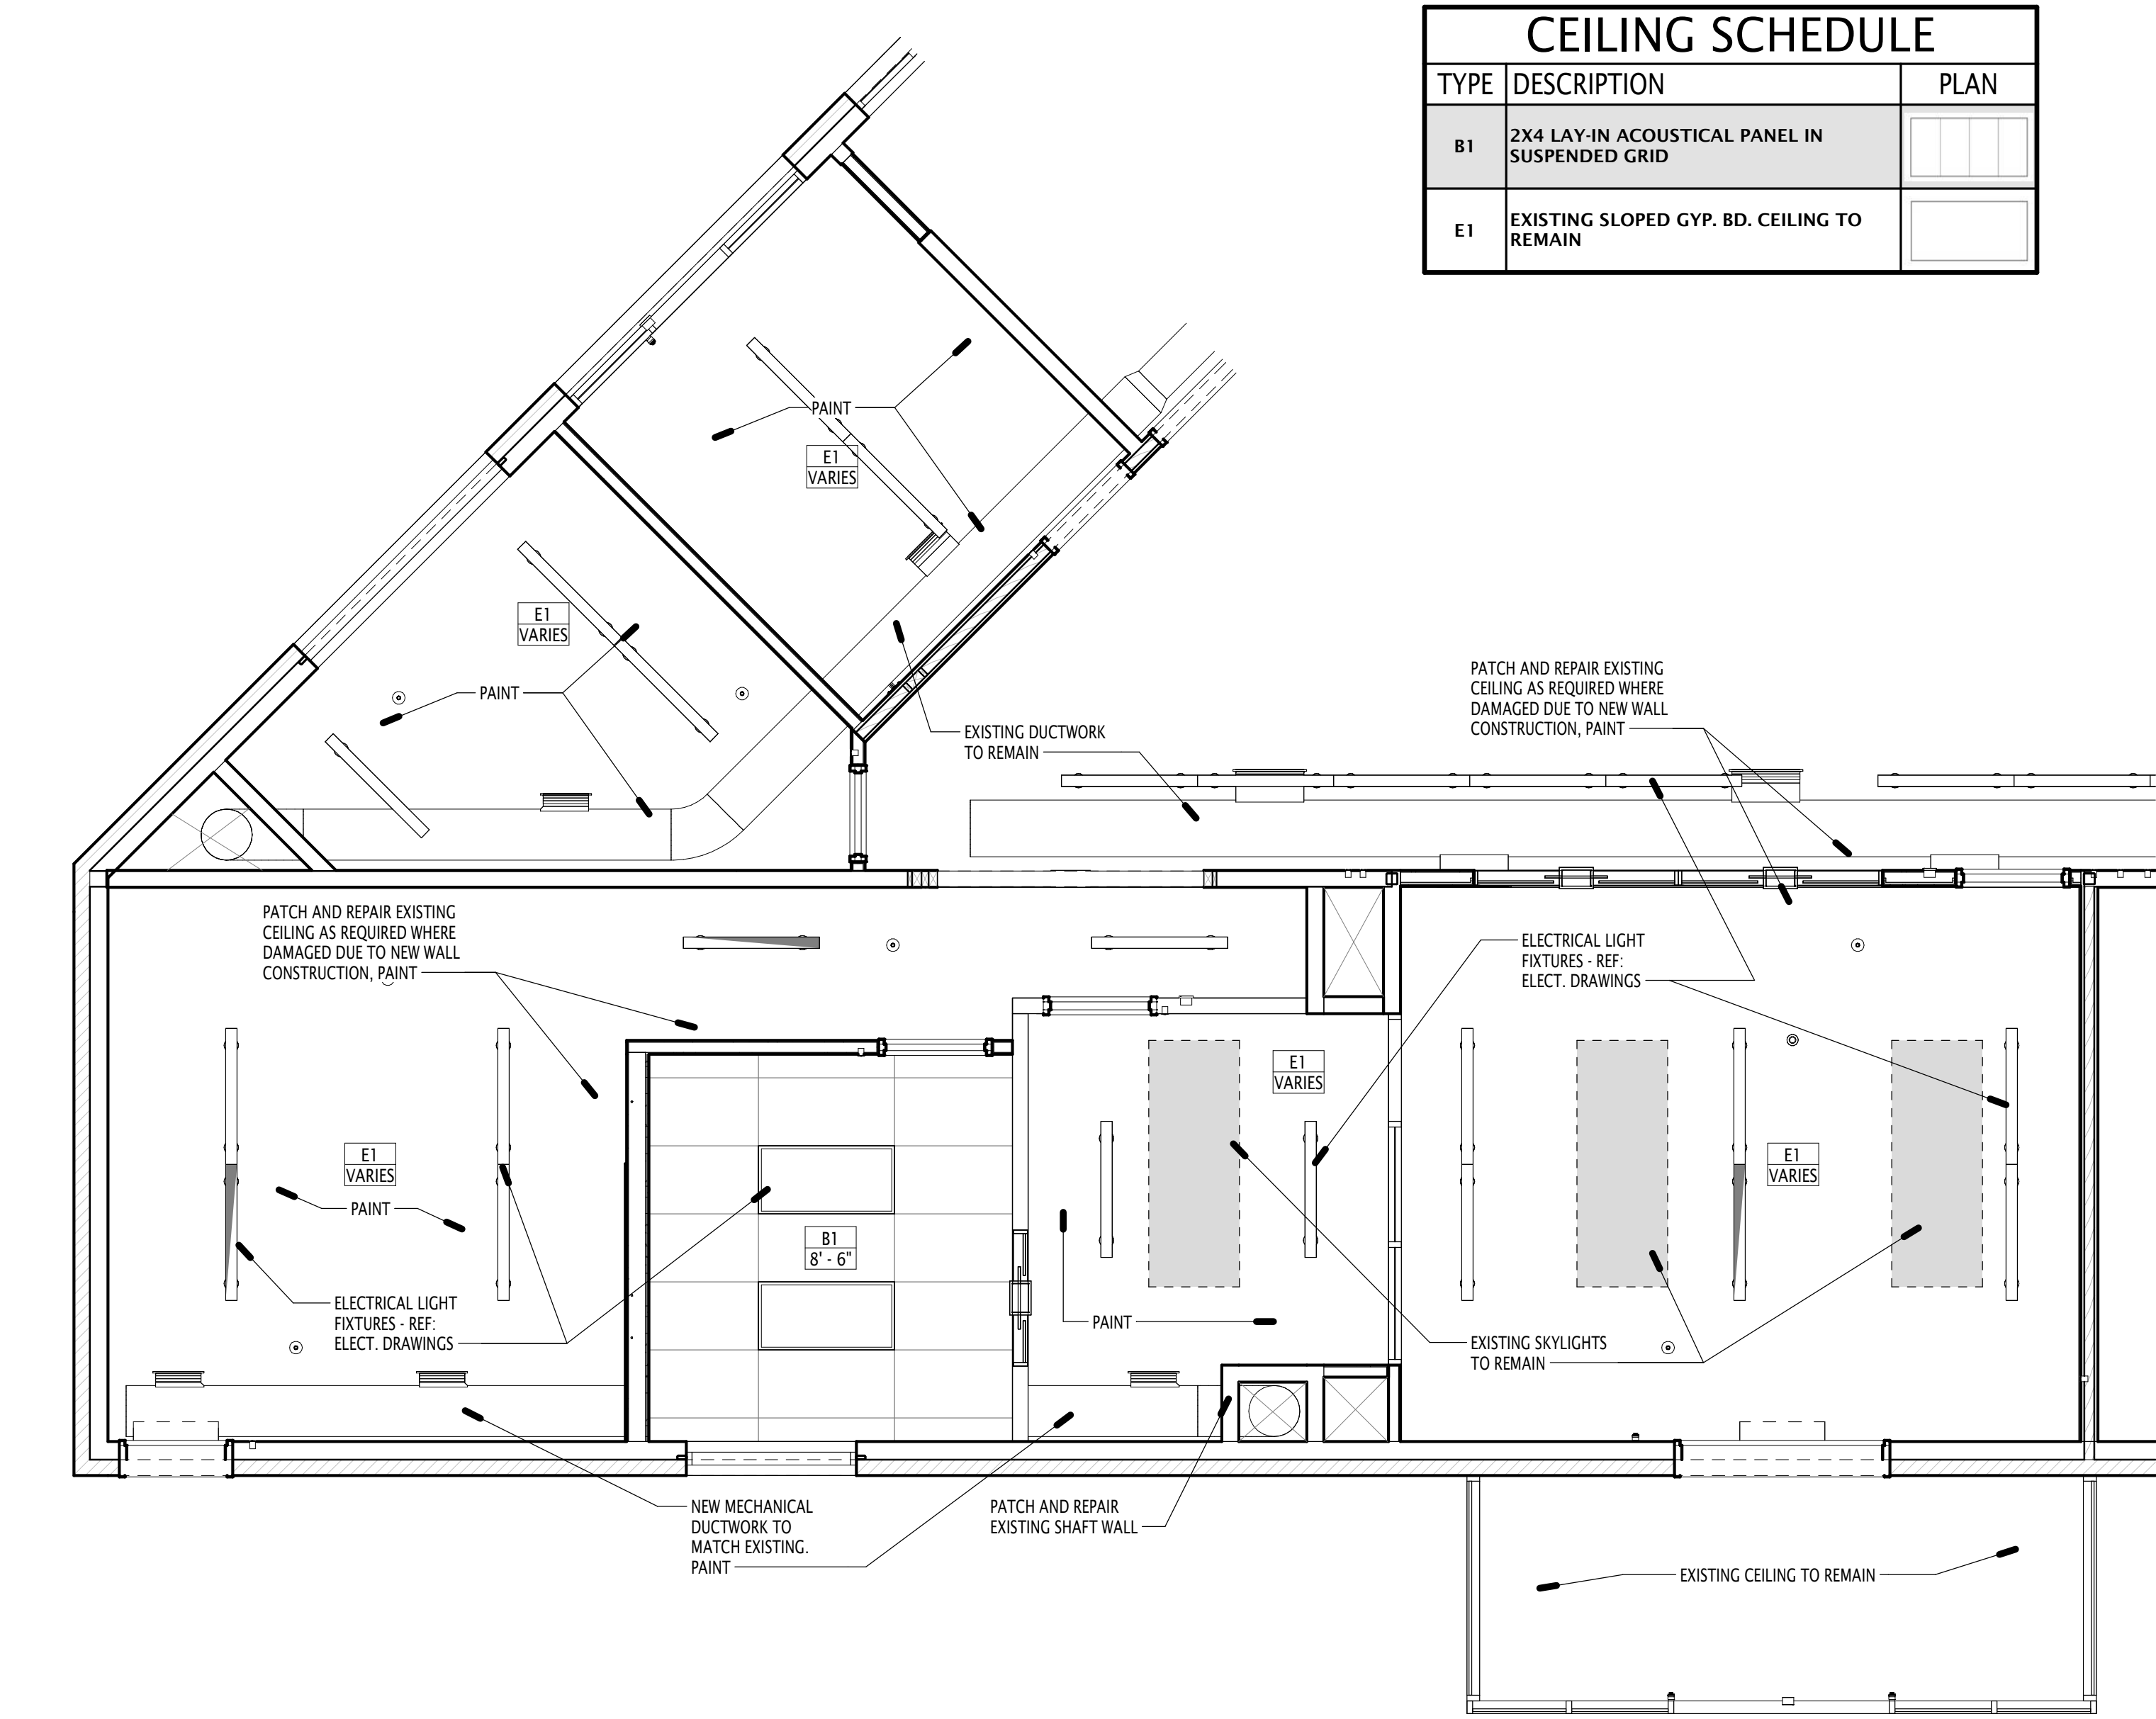 CEILING SCHEDULE
TYPE DESCRIPTION PLAN
B1 2X4 LAY-IN ACOUSTICAL PANEL IN
SUSPENDED GRID
E1 EXISTING SLOPED GYP. BD. CEILING TO
REMAIN
PAINT
E1
VARIES
E1
VARIES
PAINT
EXISTING DUCTWORK
TO REMAIN
PATCH AND REPAIR EXISTING
CEILING AS REQUIRED WHERE
DAMAGED DUE TO NEW WALL
CONSTRUCTION, PAINT
PATCH AND REPAIR EXISTING
CEILING AS REQUIRED WHERE
DAMAGED DUE TO NEW WALL
CONSTRUCTION, PAINT
ELECTRICAL LIGHT
FIXTURES - REF:
ELECT. DRAWINGS
E1
VARIES
E1
VARIES
PAINT
E1
VARIES
B1
8' - 6"
ELECTRICAL LIGHT
FIXTURES - REF:
ELECT. DRAWINGS
PAINT
EXISTING SKYLIGHTS
TO REMAIN
NEW MECHANICAL
DUCTWORK TO
MATCH EXISTING.
PAINT
PATCH AND REPAIR
EXISTING SHAFT WALL
EXISTING CEILING TO REMAIN